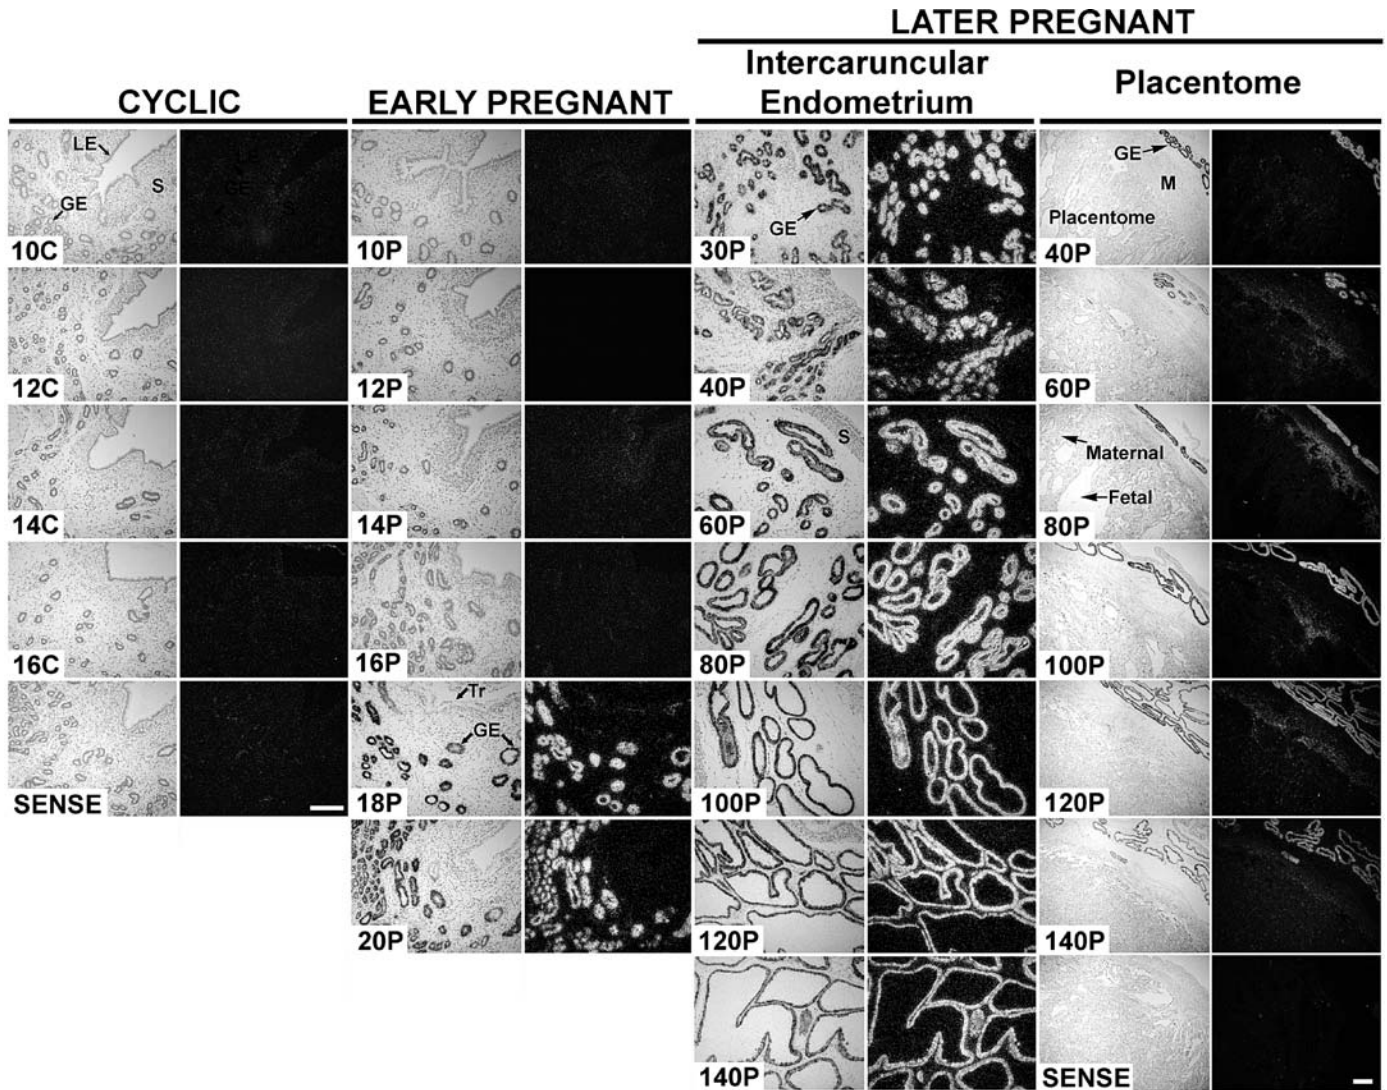 LATER PREGNANT
Intercaruncular
Endometrium
Placentome
CYCLIC
EARLY PREGNANT
LE
S
GE
10C
LE
GE
S
10P
GE
30P
GE
M
Placentome
40P
12C
12P
40P
60P
14C
14P
S
60P
Maternal
Fetal
80P
16C
16P
80P
100P
SENSE
Tr
GE
18P
100P
120P
20P
120P
140P
140P
SENSE